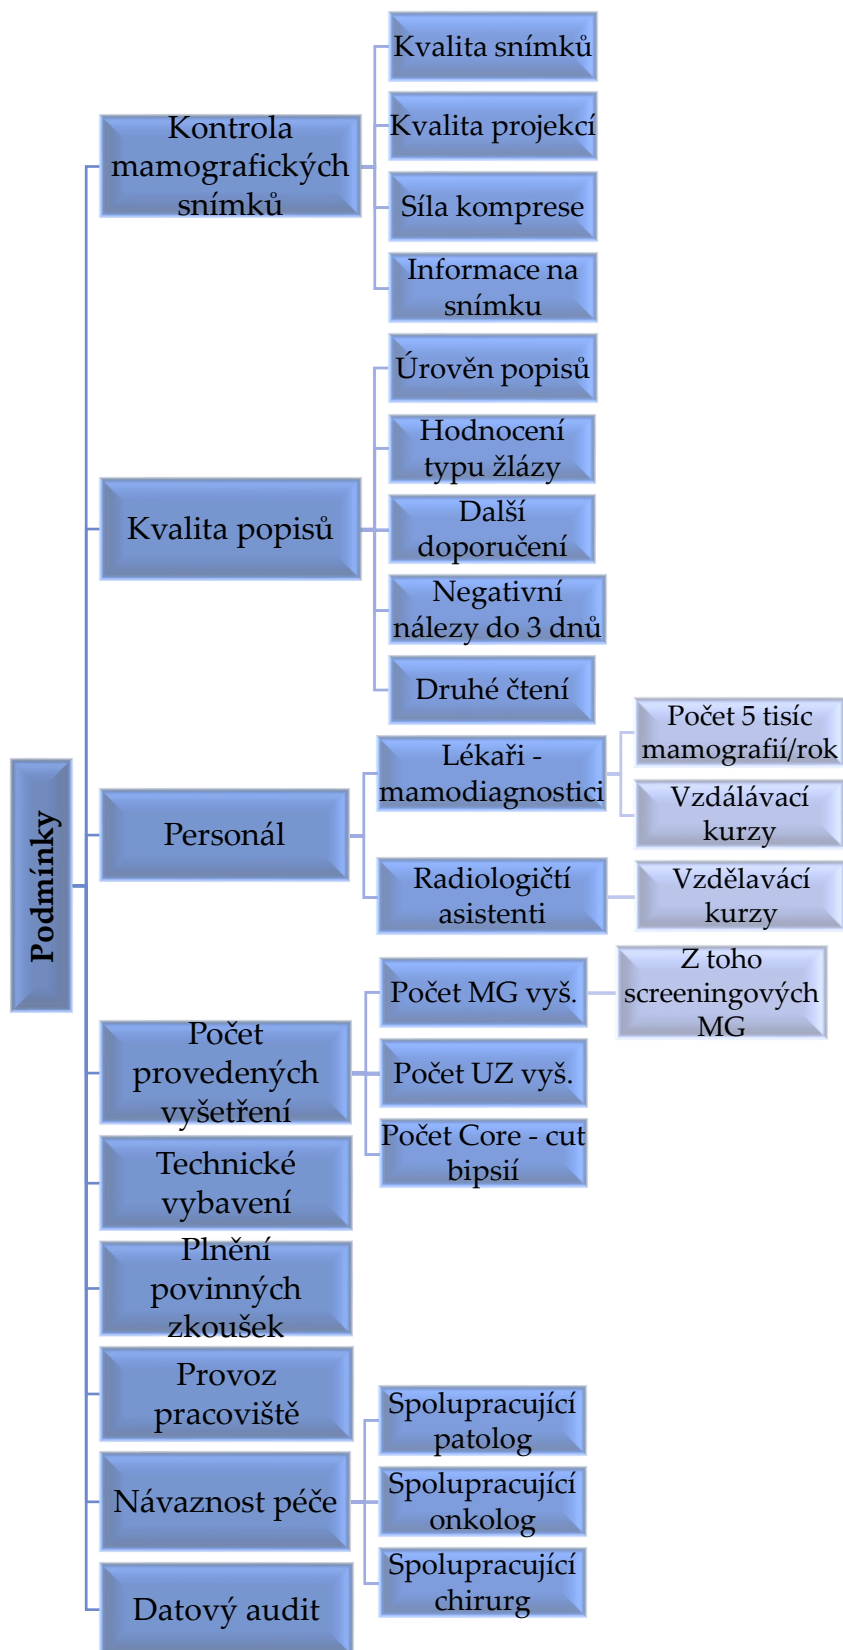 Podmínky
Kontrola
mamografických
snímků
Kvalita snímků
Kvalita projekcí
Síla komprese
Informace na
snímku
Kvalita popisů
Úrověn popisů
Hodnocení
typu žlázy
Další
doporučení
Negativní
nálezy do 3 dnů
Druhé čtení
Personál
Lékaři -
mamodiagnostici
Počet 5 tisíc
mamografií/rok
Vzdálávací
kurzy
Radiologičtí
asistenti
Vzdělavácí
kurzy
Počet
provedených
vyšetření
Počet MG vyš.
Z toho
screeningových
MG
Počet UZ vyš.
Počet Core - cut
bipsií
Technické
vybavení
Plnění
povinných
zkoušek
Provoz
pracoviště
Návaznost péče
Spolupracující
patolog
Spolupracující
onkolog
Spolupracující
chirurg
Datový audit